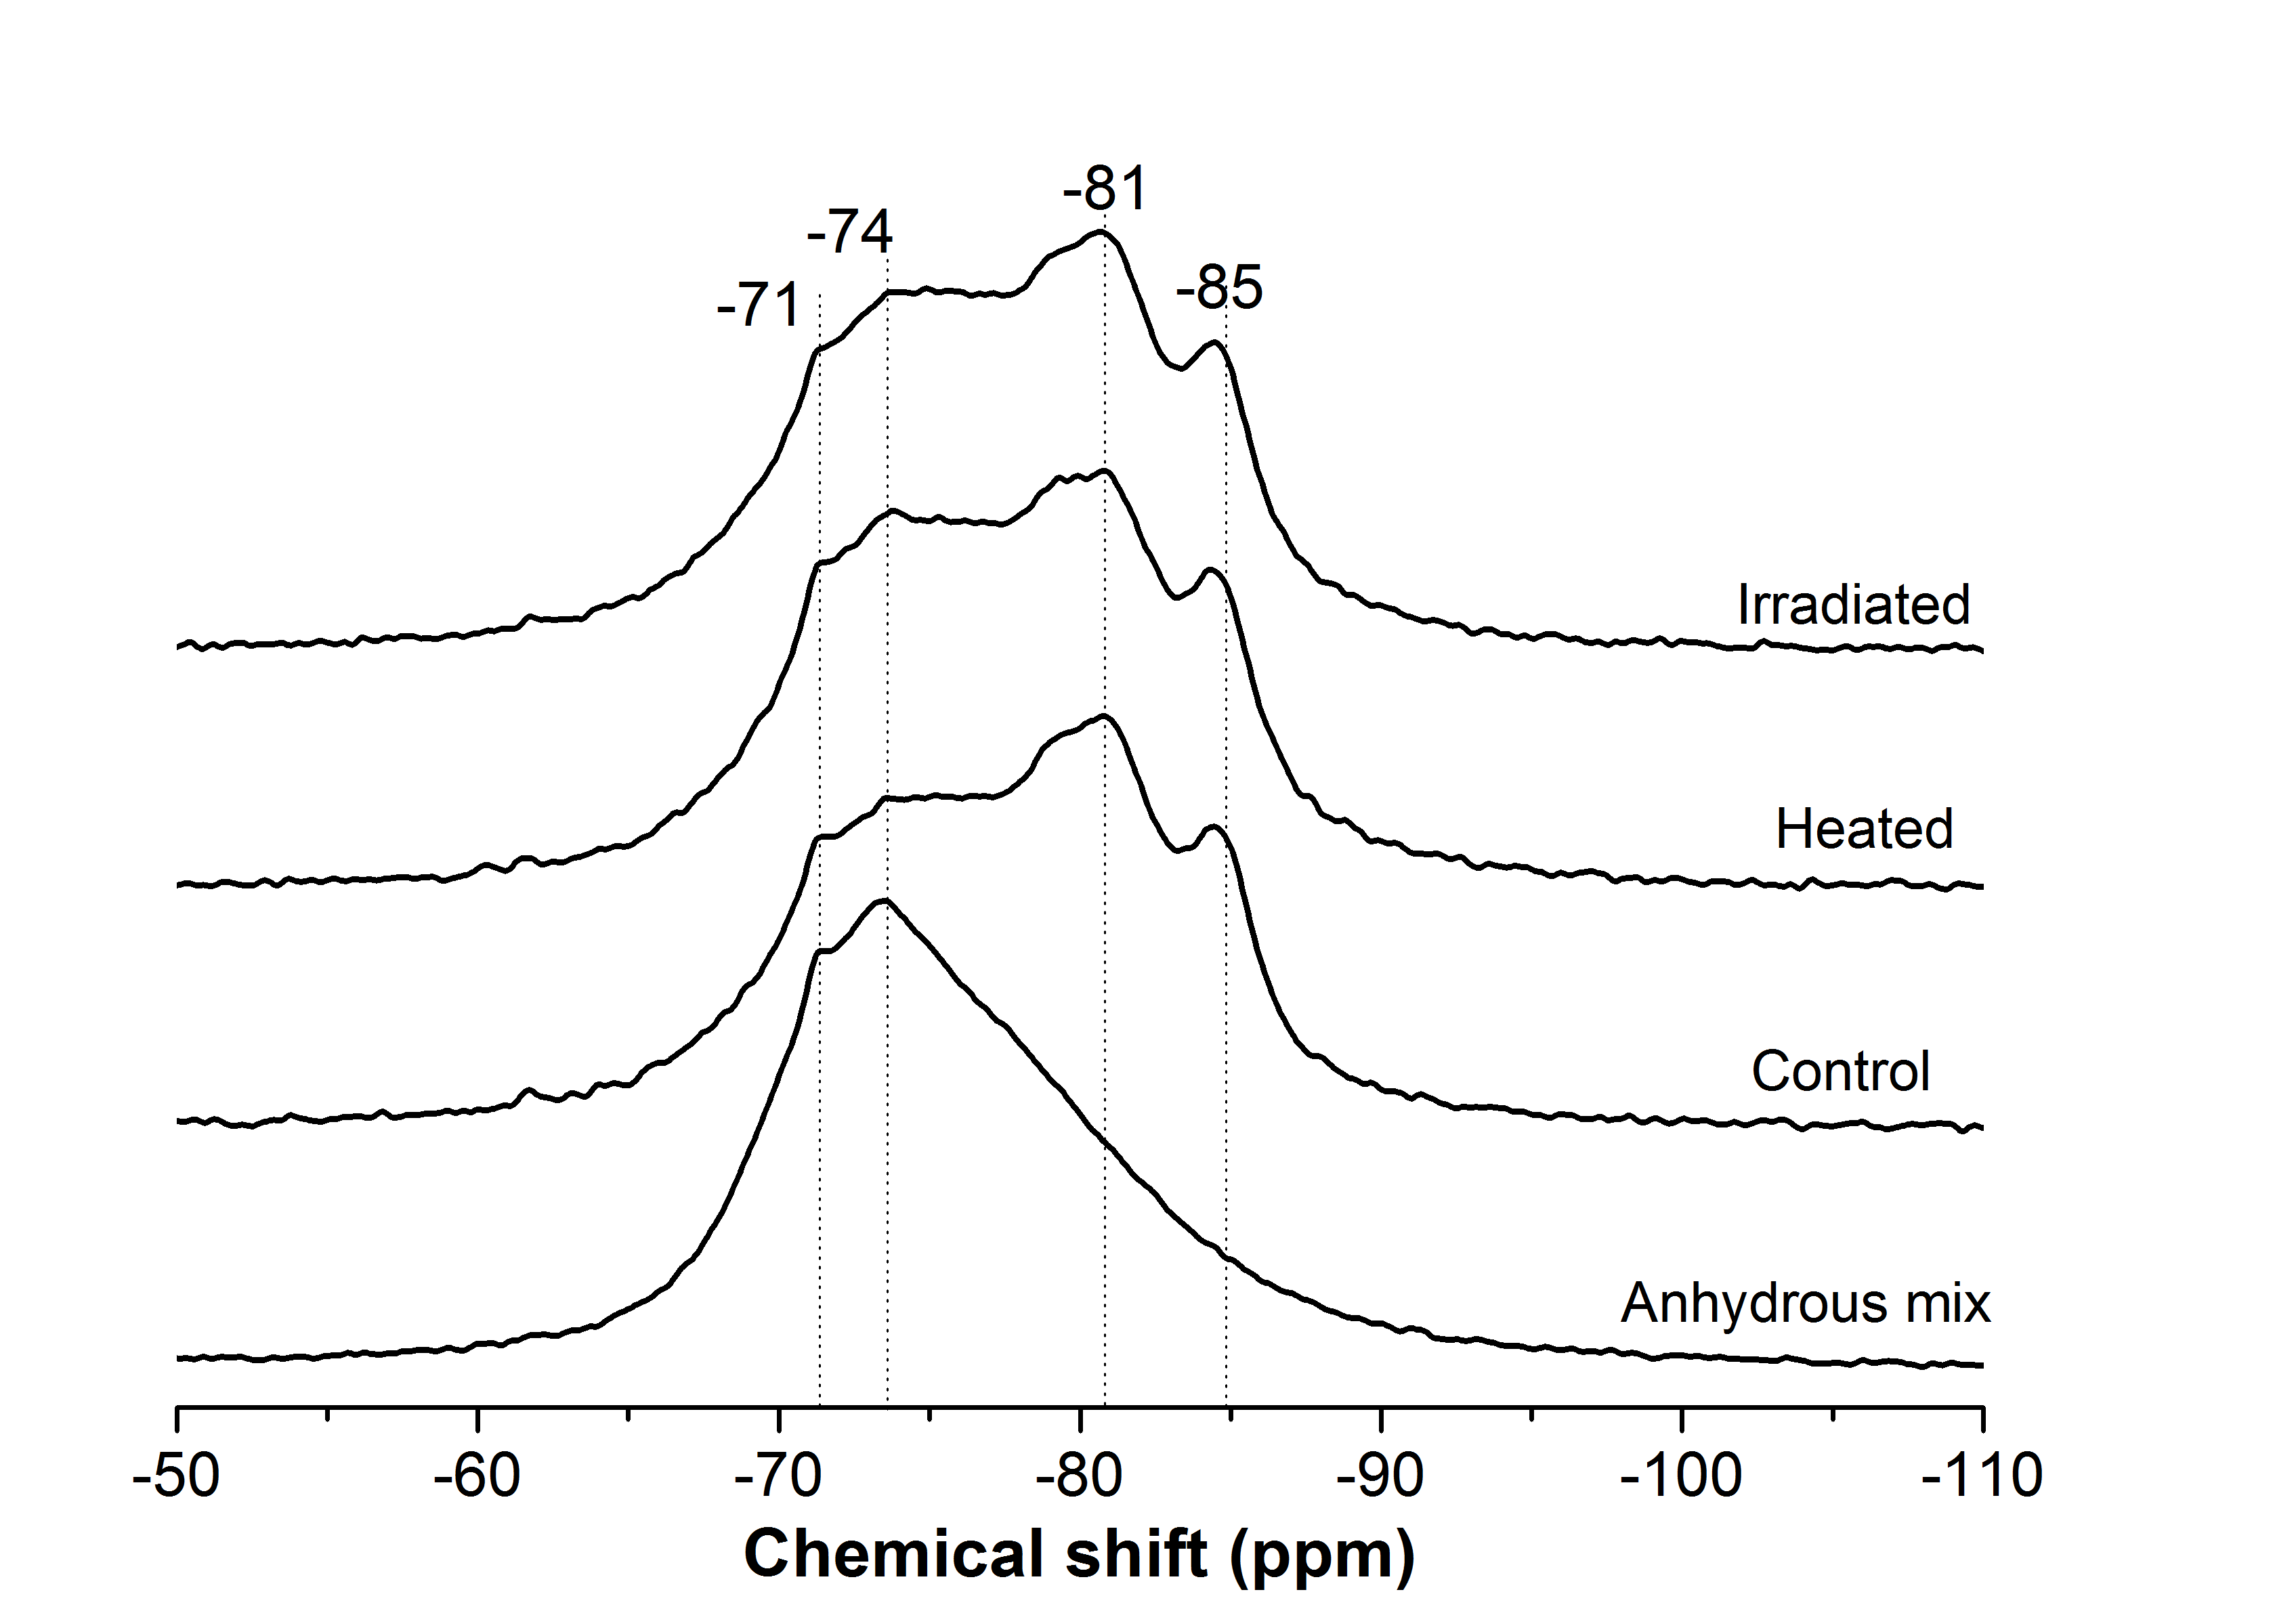 -81
-74
-85
-71
Irradiated
Heated
Control
Anhydrous mix
-50 -60 -70 -80 -90 -100 -110
Chemical shift (ppm)